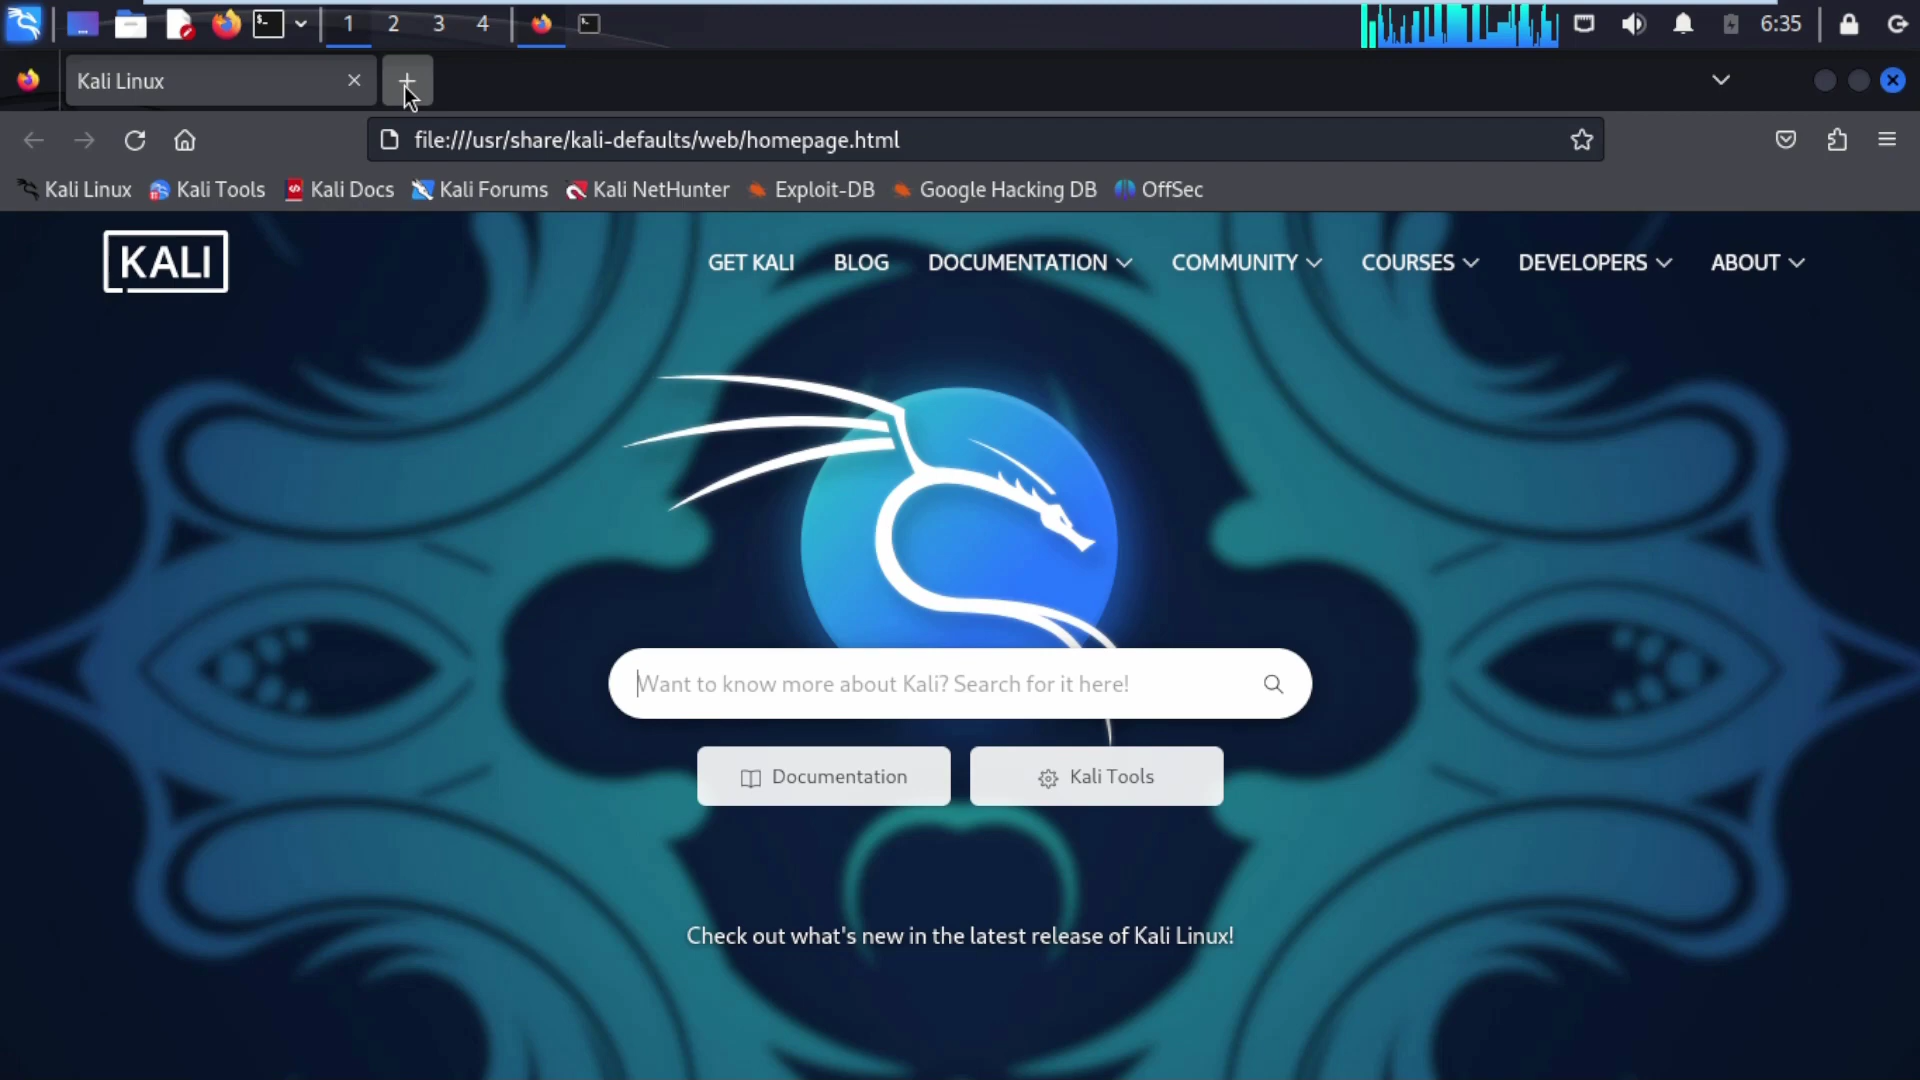 1 2 3 4 6:35
Kali Linux
file:///usr/share/kali-defaults/web/homepage.html
Kali Linux Kali Tools Kali Docs Kali Forums Kali NetHunter Exploit-DB Google Hacking DB OffSec
KALI GET KALI BLOG DOCUMENTATION COMMUNITY COURSES DEVELOPERS ABOUT
Want to know more about Kali? Search for it here!
Documentation Kali Tools
Check out what's new in the latest release of Kali Linux!